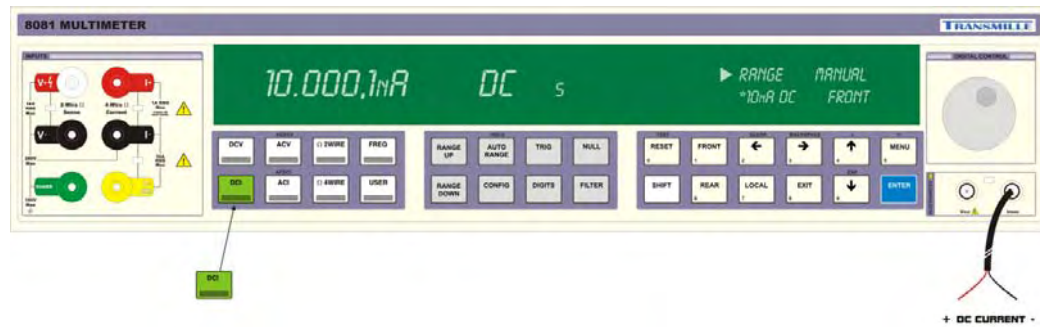 8081 MULTIMETER
TRANSMILLE
INPUTS
DIGITAL CONTROL
V-
I+
2 Wire Ω
Sense
4 Wire Ω
Current
V-
I-
GUARD
10.000,1nA DC S
RANGE MANUAL
*10nA DC FRONT
DCV
ACV
Ω 2WIRE
FREQ
DCI
ACI
Ω 4WIRE
USER
RANGE UP
AUTO RANGE
TRIG
NULL
RANGE DOWN
CONFIG
DIGITS
FILTER
RESET
FRONT
MENU
SHIFT
REAR
LOCAL
EXIT
ENTER
DCI
+ DC CURRENT -